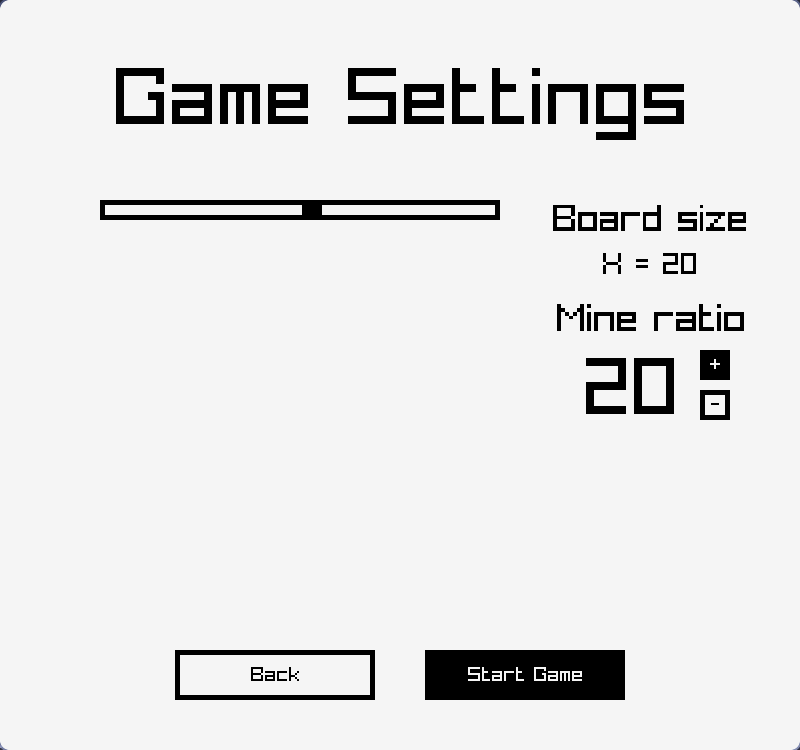 Game Settings
Board size
X = 20
Mine ratio
20
+
-
Back
Start Game